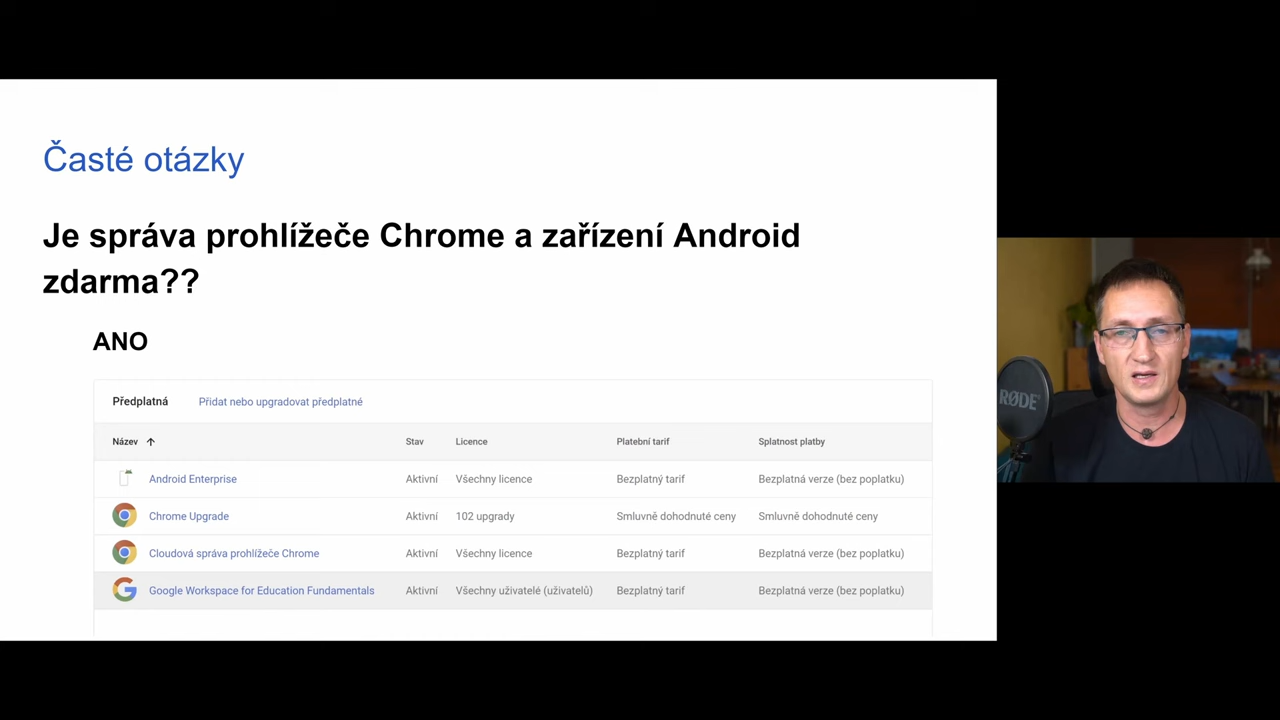 Časté otázky
Je správa prohlížeče Chrome a zařízení Android
zdarma??
ANO
Předplatná Přidat nebo upgradovat předplatné
Název Stav Licence Platební tarif Splatnost platby
Android Enterprise Aktivní Všechny licence Bezplatný tarif Bezplatná verze (bez poplatku)
Chrome Upgrade Aktivní 102 upgrady Smluvně dohodnuté ceny Smluvně dohodnuté ceny
Cloudová správa prohlížeče Chrome Aktivní Všechny licence Bezplatný tarif Bezplatná verze (bez poplatku)
Google Workspace for Education Fundamentals Aktivní Všechny uživatelé (uživatelů) Bezplatný tarif Bezplatná verze (bez poplatku)
RØDE